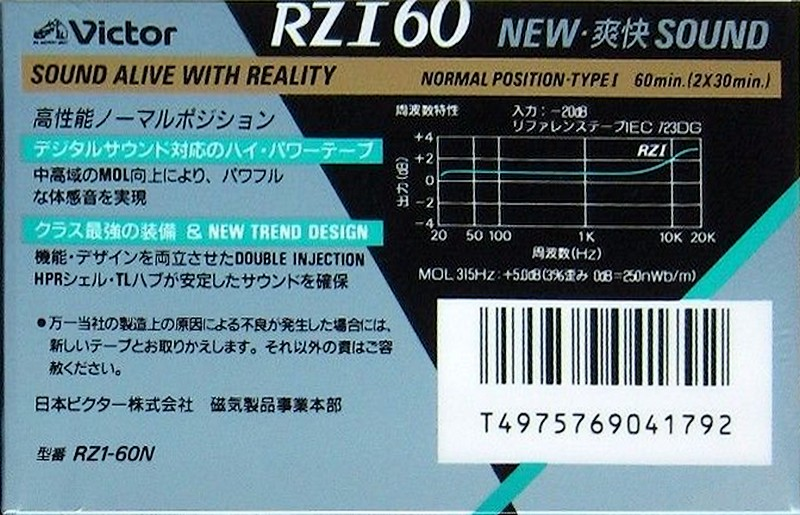 Victor
RZI60
NEW・爽快SOUND
SOUND ALIVE WITH REALITY
NORMAL POSITION・TYPE I 60min.(2X30min.)
高性能ノーマルポジション
デジタルサウンド対応のハイ・パワーテープ
中高域のMOL向上により、パワフル
な体感音を実現
クラス最強の装備 & NEW TREND DESIGN
機能・デザインを両立させたDOUBLE INJECTION
HPRシェル・TLハブが安定したサウンドを確保
●万一当社の製造上の原因による不良が発生した場合には、
新しいテープとお取りかえします。それ以外の責はご容
赦ください。
日本ビクター株式会社 磁気製品事業本部
型番 RZ1-60N
周波数特性
入力:-20dB
リファレンステープIEC 723DG
RZI
出力(dB)
+4
+2
0
-2
-4
20 50 100 1K 10K 20K
周波数(Hz)
MOL 315Hz:+5.0dB(3%歪み 0dB=250nWb/m)
T4975769041792